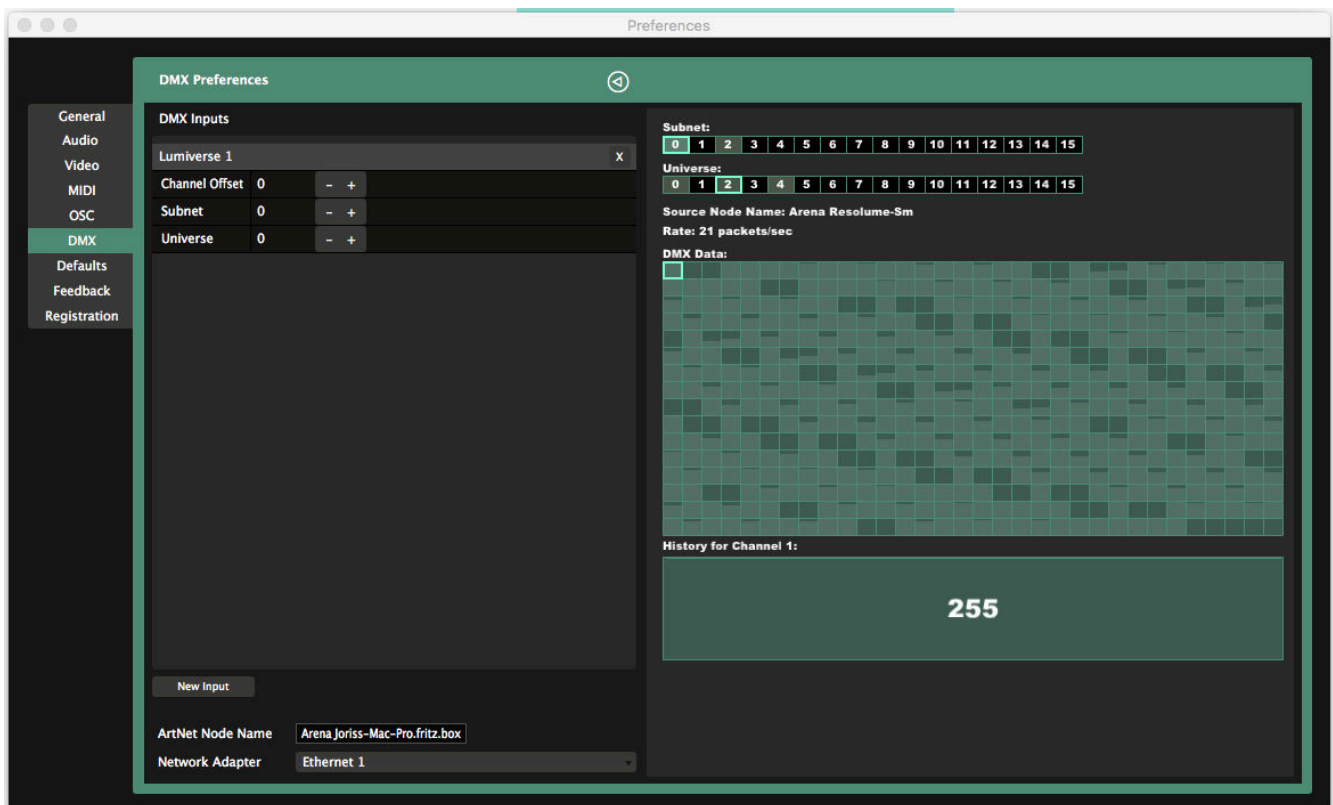 Preferences
DMX Preferences
General
Audio
Video
MIDI
OSC
DMX
Defaults
Feedback
Registration
DMX Inputs
Lumiverse 1 X
Channel Offset 0 - +
Subnet 0 - +
Universe 0 - +
New Input
ArtNet Node Name Arena Joriss-Mac-Pro.fritz.box
Network Adapter Ethernet 1
Subnet:
0 1 2 3 4 5 6 7 8 9 10 11 12 13 14 15
Universe:
0 1 2 3 4 5 6 7 8 9 10 11 12 13 14 15
Source Node Name: Arena Resolume-Sm
Rate: 21 packets/sec
DMX Data:
History for Channel 1:
255